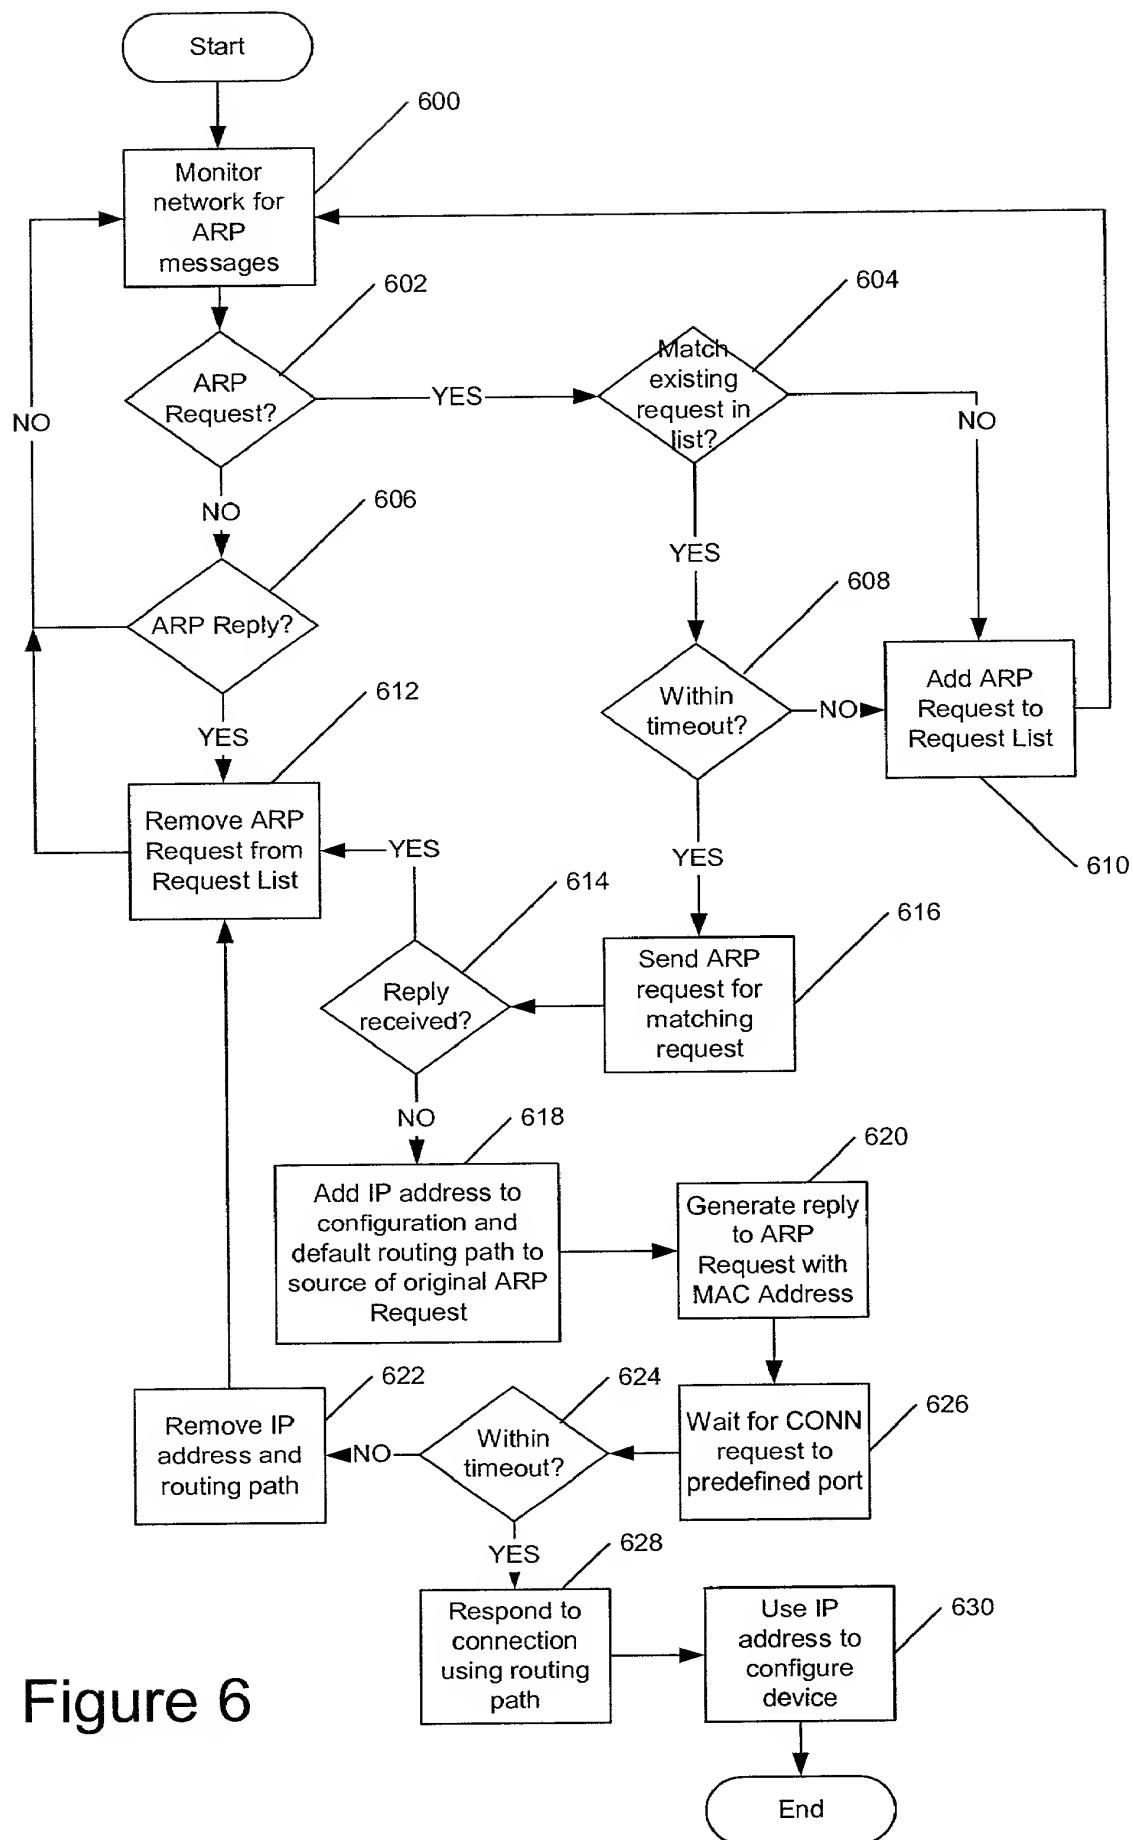 Start
600
Monitor
network for
ARP
messages
602
604
ARP
Request?
YES
Match
existing
request in
list?
NO
NO
NO
606
YES
608
ARP Reply?
612
Within
timeout?
NO
Add ARP
Request to
Request List
YES
Remove ARP
Request from
Request List
YES
YES
610
614
616
Reply
received?
Send ARP
request for
matching
request
NO
618
620
Add IP address to
configuration and
default routing path to
source of original ARP
Request
Generate reply
to ARP
Request with
MAC Address
622
624
626
Remove IP
address and
routing path
NO
Within
timeout?
Wait for CONN
request to
predefined port
YES
628
630
Respond to
connection
using routing
path
Use IP
address to
configure
device
Figure 6
End